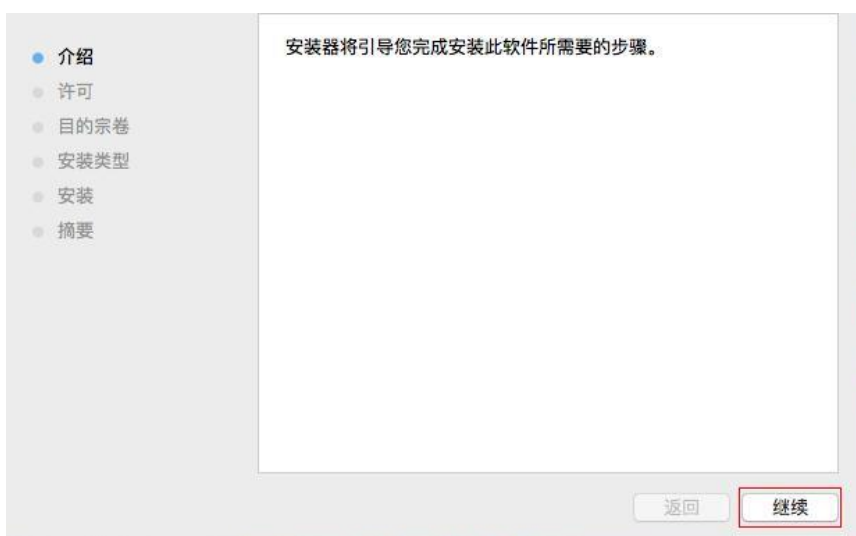 介绍
许可
目的宗卷
安装类型
安装
摘要
安装器将引导您完成安装此软件所需要的步骤。
返回
继续